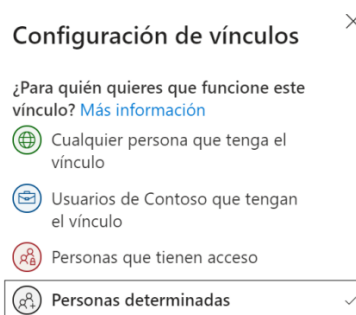 Configuración de vínculos
¿Para quién quieres que funcione este
vínculo? Más información
Cualquier persona que tenga el
vínculo
Usuarios de Contoso que tengan
el vínculo
Personas que tienen acceso
Personas determinadas